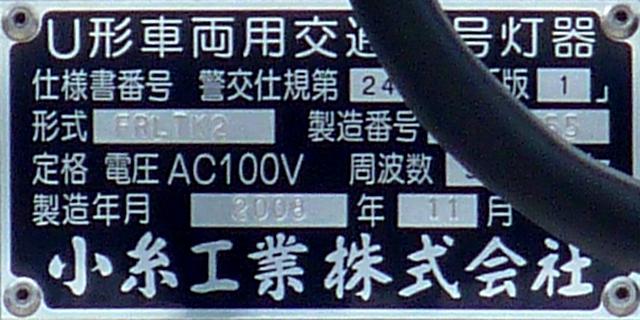 U形車両用交通 号灯器
仕様書番号 警交仕規第 24 版 1 」
形式 FRLTK2 製造番号 55
定格 電圧 AC100V 周波数
製造年月 2008 年 11 月
小糸工業株式会社